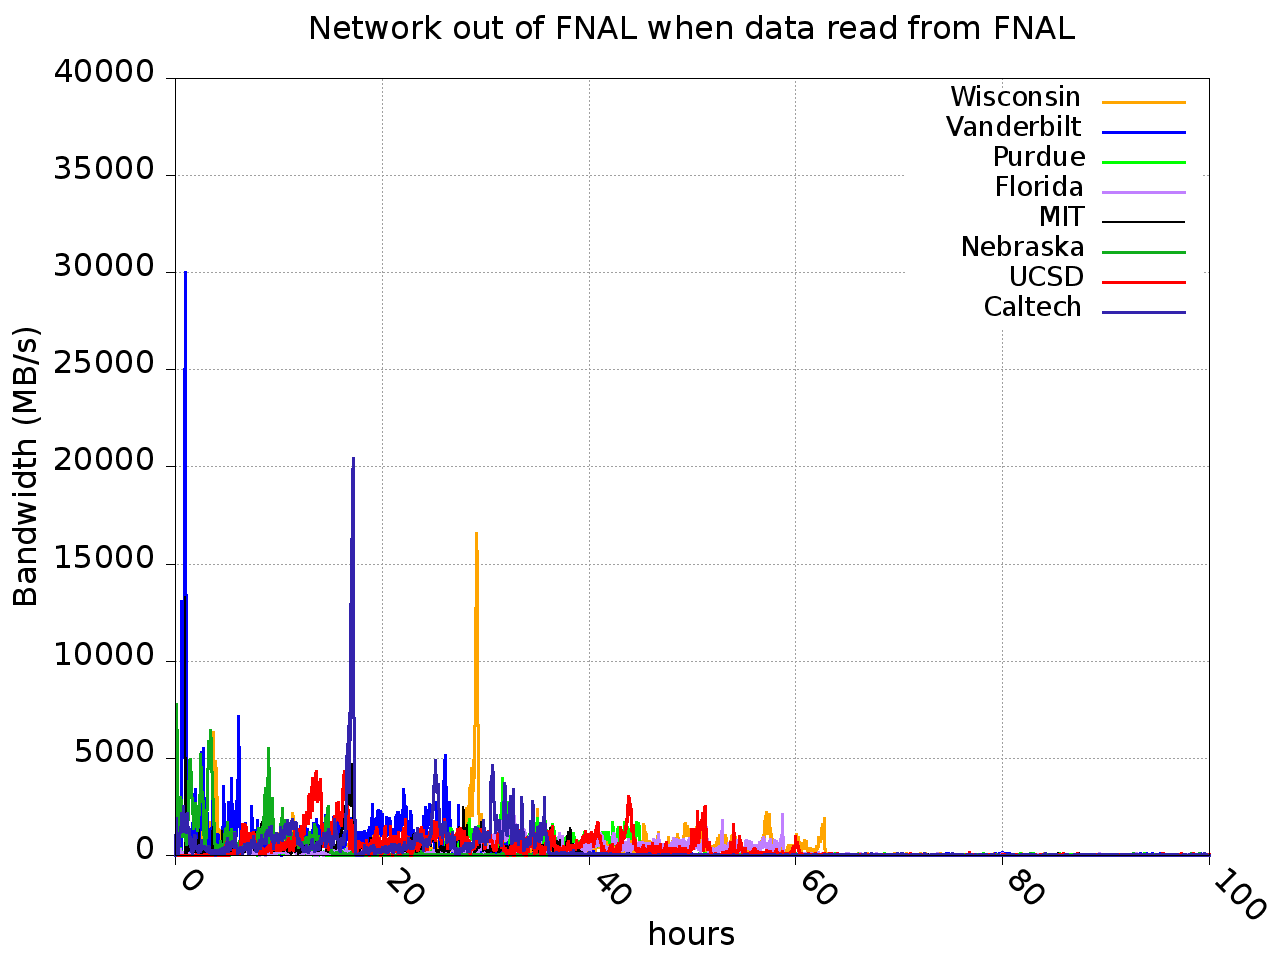 Network out of FNAL when data read from FNAL
40000
35000
30000
25000
20000
15000
10000
5000
0
Bandwidth (MB/s)
Wisconsin
Vanderbilt
Purdue
Florida
MIT
Nebraska
UCSD
Caltech
0 20 40 60 80 100
hours